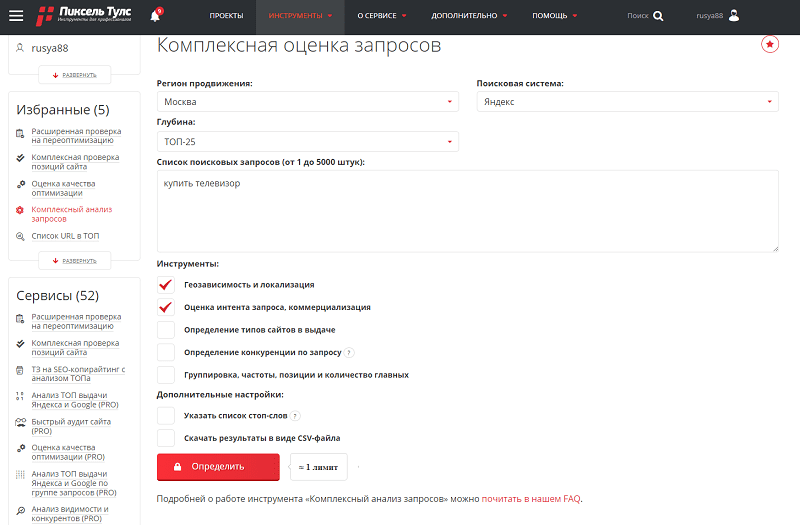 Пиксель Тулс
Инструменты для профессионалов
9
ПРОЕКТЫ
ИНСТРУМЕНТЫ
О СЕРВИСЕ
ДОПОЛНИТЕЛЬНО
ПОМОЩЬ
Поиск
rusya88
rusya88
РАЗВЕРНУТЬ
Избранные (5)
Расширенная проверка
на переоптимизацию
Комплексная проверка
позиций сайта
Оценка качества
оптимизации
Комплексный анализ
запросов
Список URL в ТОП
РАЗВЕРНУТЬ
Сервисы (52)
Расширенная проверка
на переоптимизацию
Комплексная проверка
позиций сайта
ТЗ на SEO-копирайтинг с
анализом ТОПа
Анализ ТОП выдачи
Яндекса и Google (PRO)
Быстрый аудит сайта
(PRO)
Оценка качества
оптимизации (PRO)
Анализ ТОП выдачи
Яндекса и Google по
группе запросов (PRO)
Анализ видимости и
конкурентов (PRO)
Комплексная оценка запросов
Регион продвижения:
Москва
Поисковая система:
Яндекс
Глубина:
ТОП-25
Список поисковых запросов (от 1 до 5000 штук):
купить телевизор
Инструменты:
Геозависимость и локализация
Оценка интента запроса, коммерциализация
Определение типов сайтов в выдаче
Определение конкуренции по запросу ?
Группировка, частоты, позиции и количество главных
Дополнительные настройки:
Указать список стоп-слов ?
Скачать результаты в виде CSV-файла
Определить
≈ 1 лимит
Подробней о работе инструмента «Комплексный анализ запросов» можно почитать в нашем FAQ.